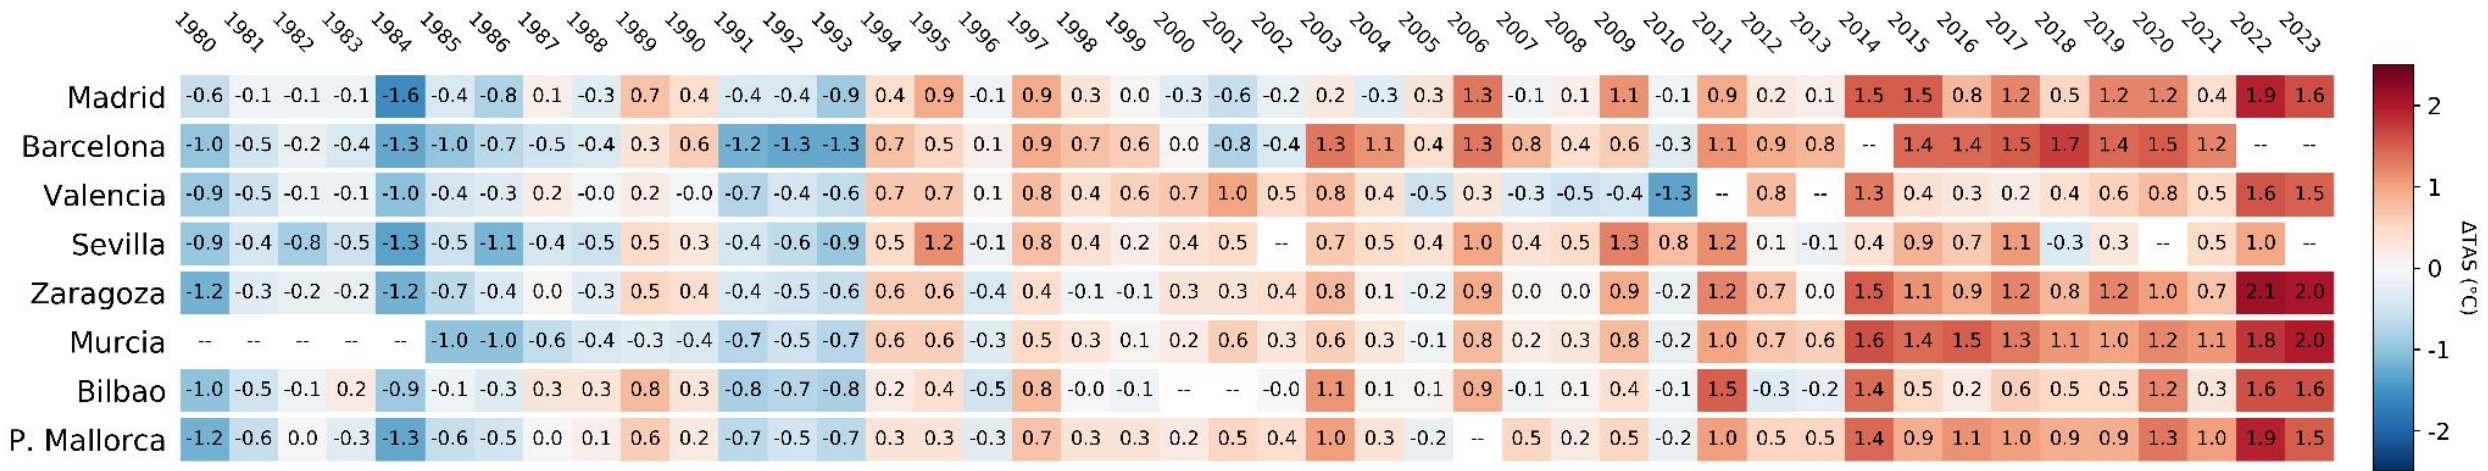 1980 1981 1982 1983 1984 1985 1986 1987 1988 1989 1990 1991 1992 1993 1994 1995 1996 1997 1998 1999 2000 2001 2002 2003 2004 2005 2006 2007 2008 2009 2010 2011 2012 2013 2014 2015 2016 2017 2018 2019 2020 2021 2022 2023
Madrid -0.6 -0.1 -0.1 -0.1 -1.6 -0.4 -0.8 0.1 -0.3 0.7 0.4 -0.4 -0.4 -0.9 0.4 0.9 -0.1 0.9 0.3 0.0 -0.3 -0.6 -0.2 0.2 -0.3 0.3 1.3 -0.1 0.1 1.1 -0.1 0.9 0.2 0.1 1.5 1.5 0.8 1.2 0.5 1.2 1.2 0.4 1.9 1.6
Barcelona -1.0 -0.5 -0.2 -0.4 -1.3 -1.0 -0.7 -0.5 -0.4 0.3 0.6 -1.2 -1.3 -1.3 0.7 0.5 0.1 0.9 0.7 0.6 0.0 -0.8 -0.4 1.3 1.1 0.4 1.3 0.8 0.4 0.6 -0.3 1.1 0.9 0.8 -- 1.4 1.4 1.5 1.7 1.4 1.5 1.2 -- --
Valencia -0.9 -0.5 -0.1 -0.1 -1.0 -0.4 -0.3 0.2 -0.0 0.2 -0.0 -0.7 -0.4 -0.6 0.7 0.7 0.1 0.8 0.4 0.6 0.7 1.0 0.5 0.8 0.4 -0.5 0.3 -0.3 -0.5 -0.4 -1.3 -- 0.8 -- 1.3 0.4 0.3 0.2 0.4 0.6 0.8 0.5 1.6 1.5
Sevilla -0.9 -0.4 -0.8 -0.5 -1.3 -0.5 -1.1 -0.4 -0.5 0.5 0.3 -0.4 -0.6 -0.9 0.5 1.2 -0.1 0.8 0.4 0.2 0.4 0.5 -- 0.7 0.5 0.4 1.0 0.4 0.5 1.3 0.8 1.2 0.1 -0.1 0.4 0.9 0.7 1.1 -0.3 0.3 -- 0.5 1.0 --
Zaragoza -1.2 -0.3 -0.2 -0.2 -1.2 -0.7 -0.4 0.0 -0.3 0.5 0.4 -0.4 -0.5 -0.6 0.6 0.6 -0.4 0.4 -0.1 -0.1 0.3 0.3 0.4 0.8 0.1 -0.2 0.9 0.0 0.0 0.9 -0.2 1.2 0.7 0.0 1.5 1.1 0.9 1.2 0.8 1.2 1.0 0.7 2.1 2.0
Murcia -- -- -- -- -- -1.0 -1.0 -0.6 -0.4 -0.3 -0.4 -0.7 -0.5 -0.7 0.6 0.6 -0.3 0.5 0.3 0.1 0.2 0.6 0.3 0.6 0.3 -0.1 0.8 0.2 0.3 0.8 -0.2 1.0 0.7 0.6 1.6 1.4 1.5 1.3 1.1 1.0 1.2 1.1 1.8 2.0
Bilbao -1.0 -0.5 -0.1 0.2 -0.9 -0.1 -0.3 0.3 0.3 0.8 0.3 -0.8 -0.7 -0.8 0.2 0.4 -0.5 0.8 -0.0 -0.1 -- -- -0.0 1.1 0.1 0.1 0.9 -0.1 0.1 0.4 -0.1 1.5 -0.3 -0.2 1.4 0.5 0.2 0.6 0.5 0.5 1.2 0.3 1.6 1.6
P. Mallorca -1.2 -0.6 0.0 -0.3 -1.3 -0.6 -0.5 0.0 0.1 0.6 0.2 -0.7 -0.5 -0.7 0.3 0.3 -0.3 0.7 0.3 0.3 0.2 0.5 0.4 1.0 0.3 -0.2 -- 0.5 0.2 0.5 -0.2 1.0 0.5 0.5 1.4 0.9 1.1 1.0 0.9 0.9 1.3 1.0 1.9 1.5
2
1
0
-1
-2
ΔTAS (°C)